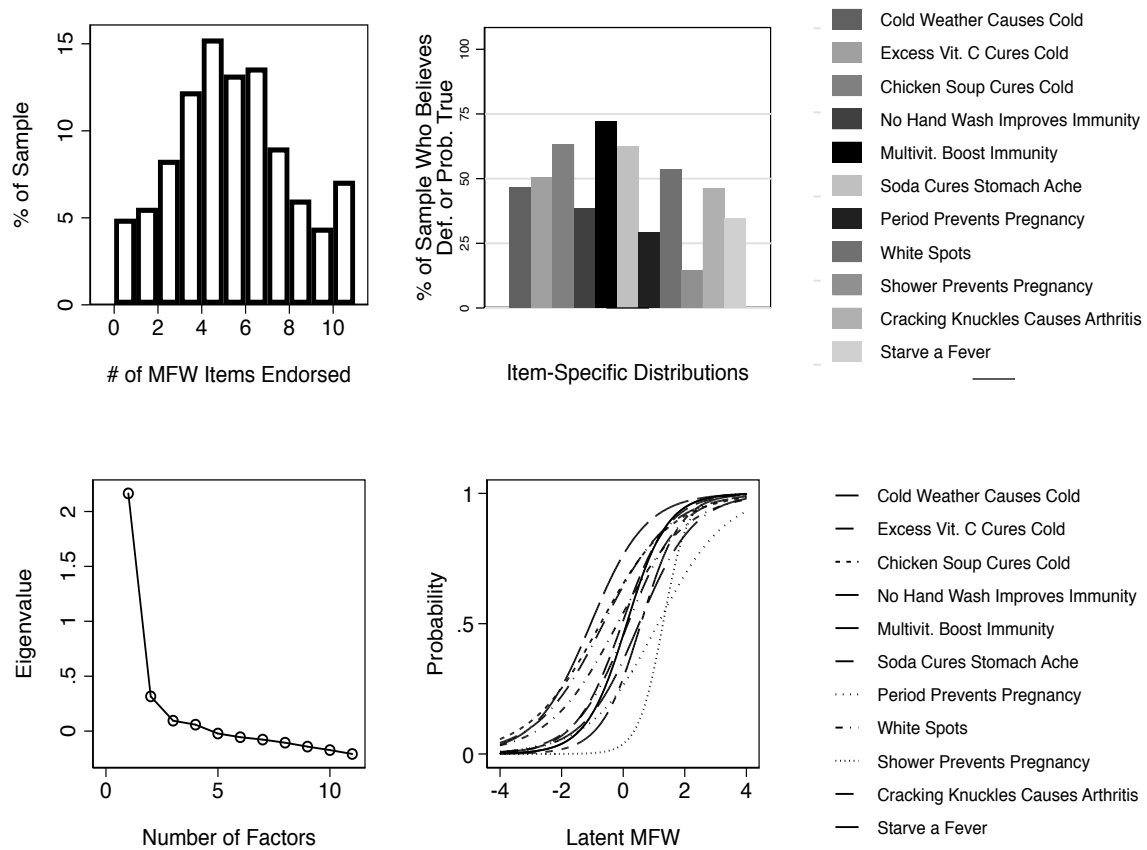 15
10
5
0
% of Sample
0 2 4 6 8 10
# of MFW Items Endorsed
100
75
50
25
0
% of Sample Who Believes
Def. or Prob. True
Item-Specific Distributions
Cold Weather Causes Cold
Excess Vit. C Cures Cold
Chicken Soup Cures Cold
No Hand Wash Improves Immunity
Multivit. Boost Immunity
Soda Cures Stomach Ache
Period Prevents Pregnancy
White Spots
Shower Prevents Pregnancy
Cracking Knuckles Causes Arthritis
Starve a Fever
2
1.5
1
.5
0
Eigenvalue
0 5 10
Number of Factors
1
.5
0
Probability
-4 -2 0 2 4
Latent MFW
Cold Weather Causes Cold
Excess Vit. C Cures Cold
Chicken Soup Cures Cold
No Hand Wash Improves Immunity
Multivit. Boost Immunity
Soda Cures Stomach Ache
Period Prevents Pregnancy
White Spots
Shower Prevents Pregnancy
Cracking Knuckles Causes Arthritis
Starve a Fever